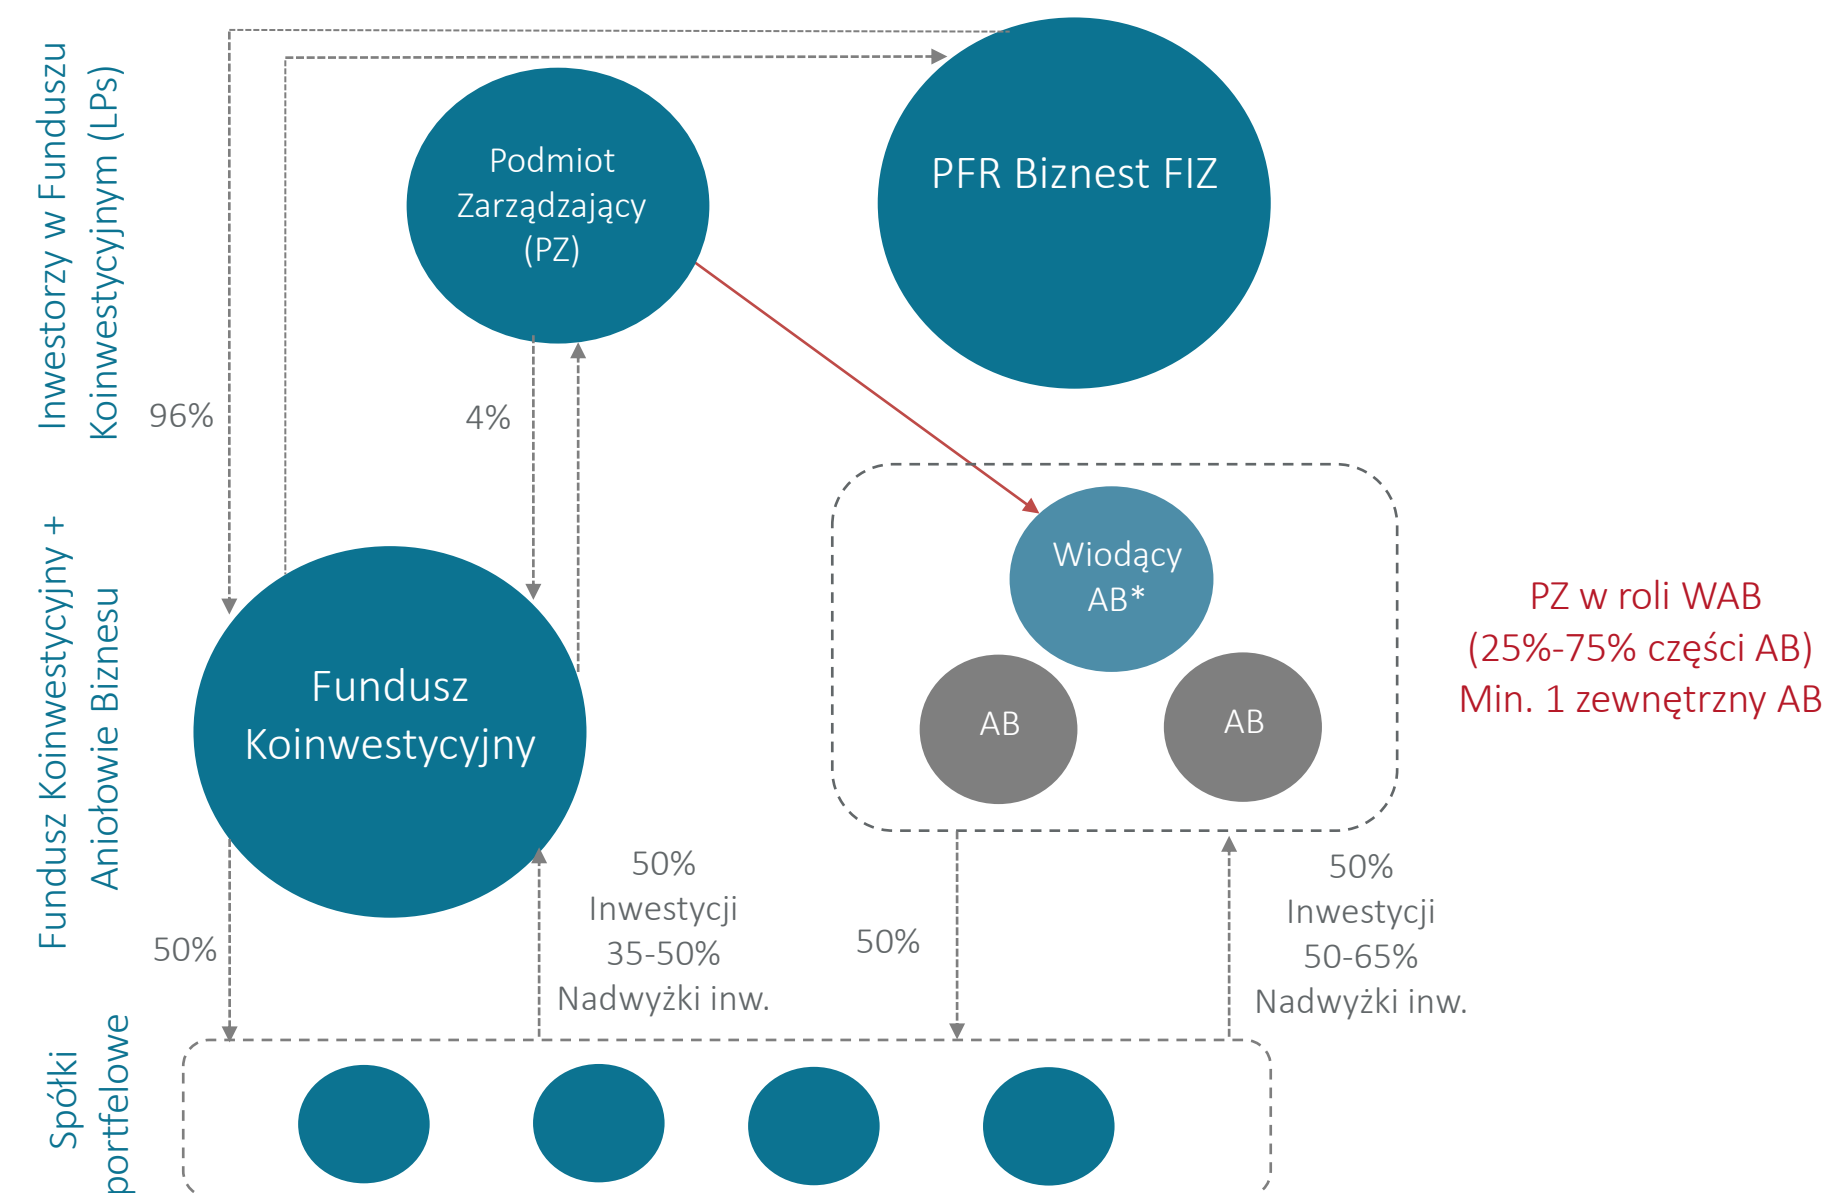 Inwestorzy w Funduszu
Koinwestycyjnym (LPs)
Podmiot
Zarządzający
(PZ)
PFR Biznest FIZ
96%
4%
Fundusz Koinwestycyjny +
Aniołowie Biznesu
Fundusz
Koinwestycyjny
Wiodący
AB*
AB
AB
PZ w roli WAB
(25%-75% części AB)
Min. 1 zewnętrzny AB
50%
50%
Inwestycji
35-50%
Nadwyżki inw.
50%
50%
Inwestycji
50-65%
Nadwyżki inw.
Spółki
portfelowe